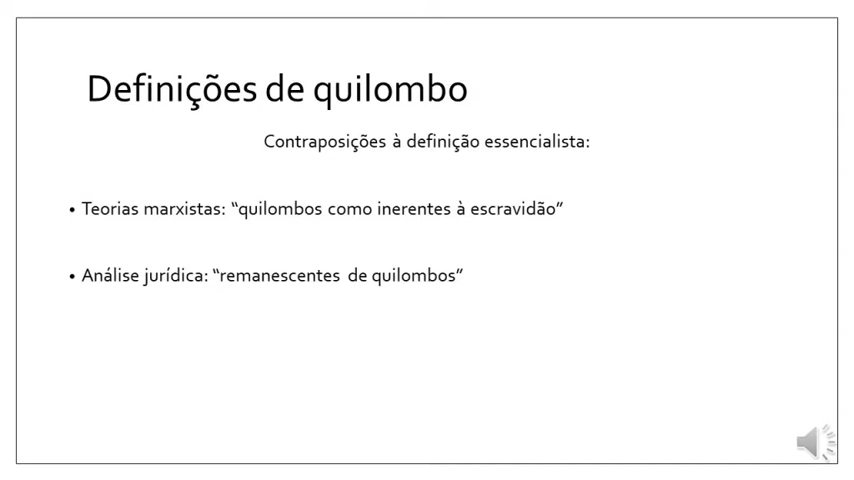 Definições de quilombo
Contraposições à definição essencialista:
• Teorias marxistas: “quilombos como inerentes à escravidão”
• Análise jurídica: “remanescentes de quilombos”